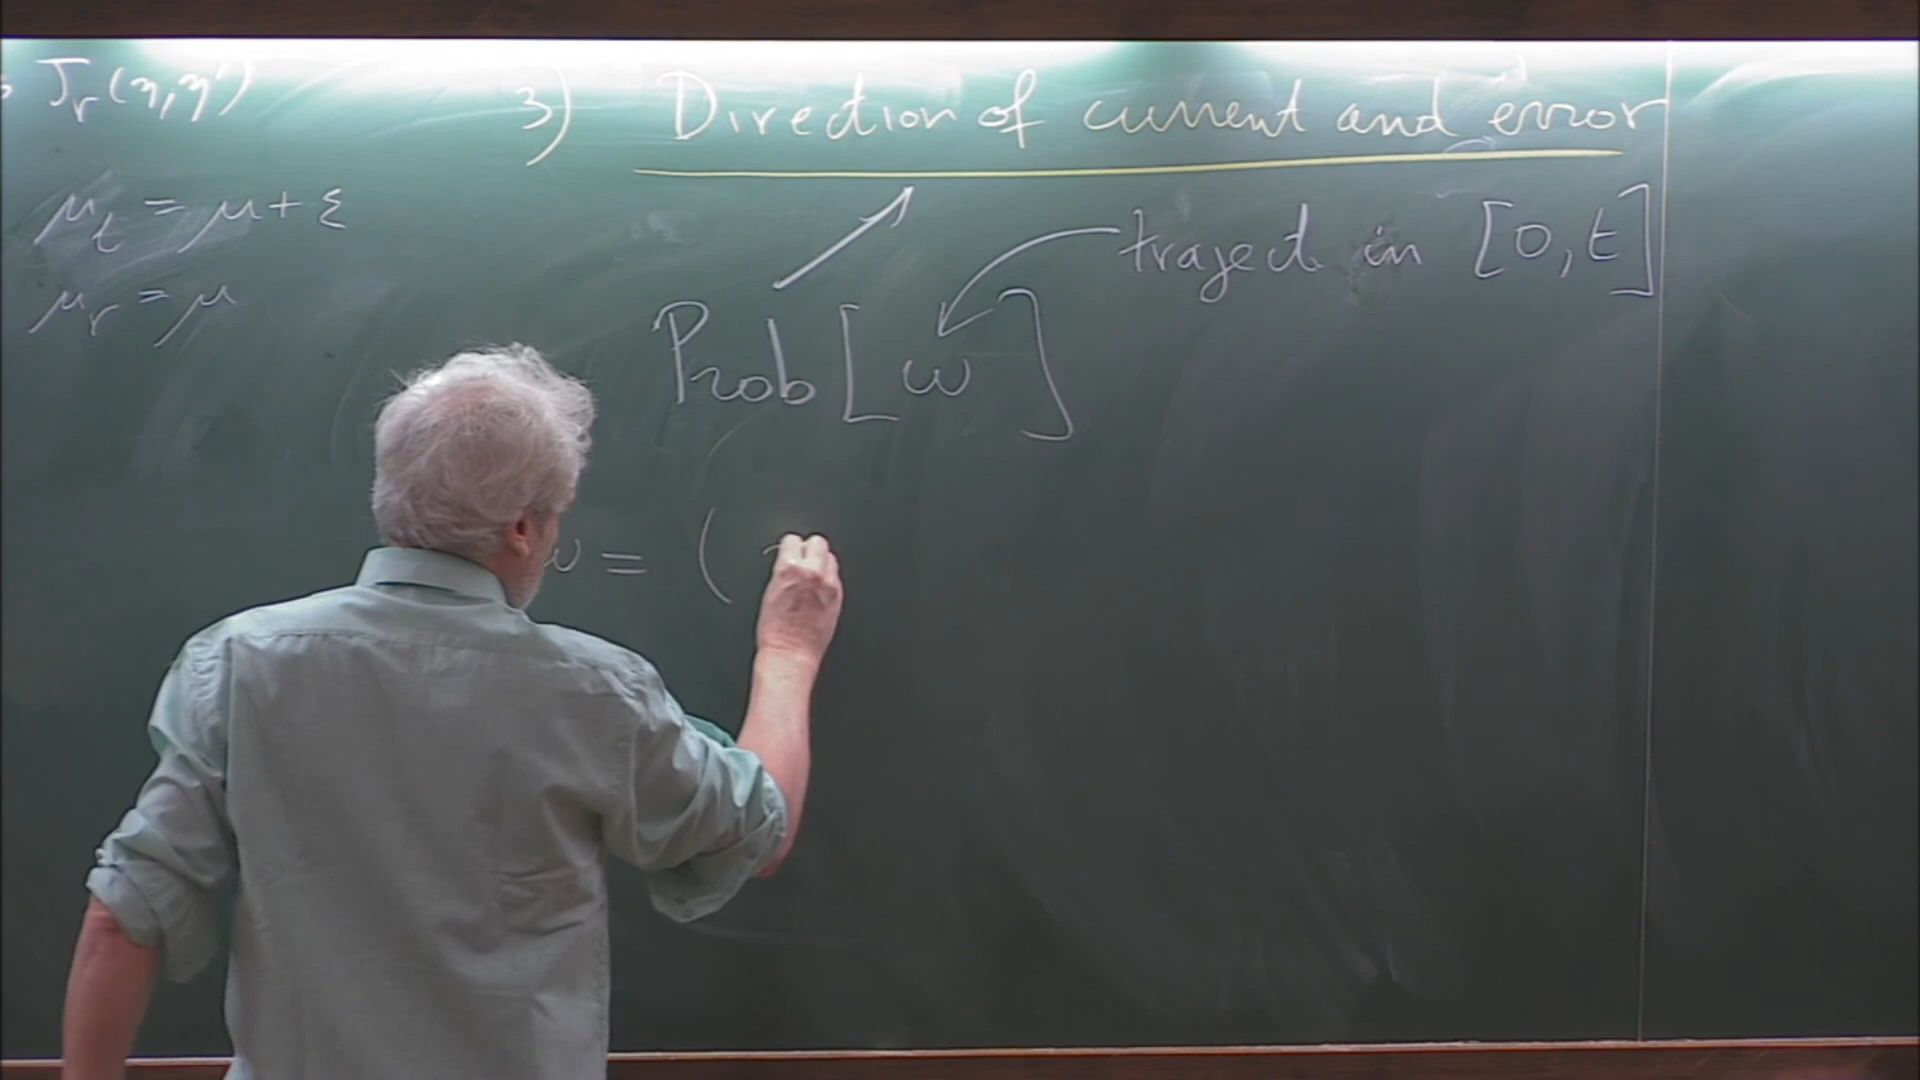 J_r(η,η')
μ_t = μ + ε
μ_r = μ
3) Direction of current and error
traject in [0,t]
Prob[ω]
ω = (